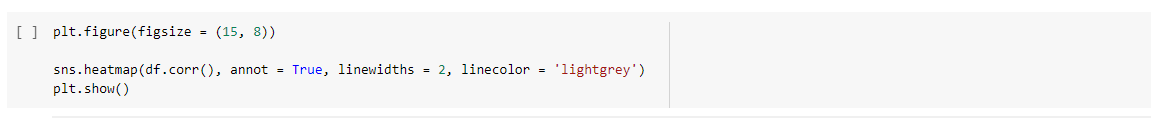 [ ] plt.figure(figsize = (15, 8))
sns.heatmap(df.corr(), annot = True, linewidths = 2, linecolor = 'lightgrey')
plt.show()